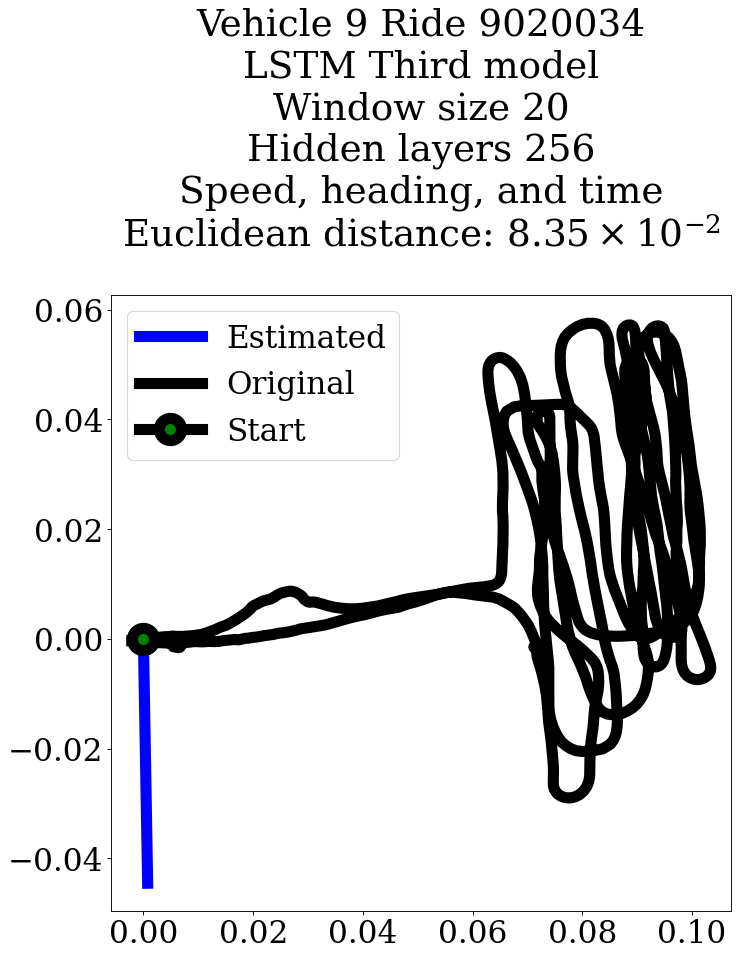 Vehicle 9 Ride 9020034
LSTM Third model
Window size 20
Hidden layers 256
Speed, heading, and time
Euclidean distance: 8.35 × 10⁻²
Estimated
Original
Start
0.06
0.04
0.02
0.00
−0.02
−0.04
0.00 0.02 0.04 0.06 0.08 0.10